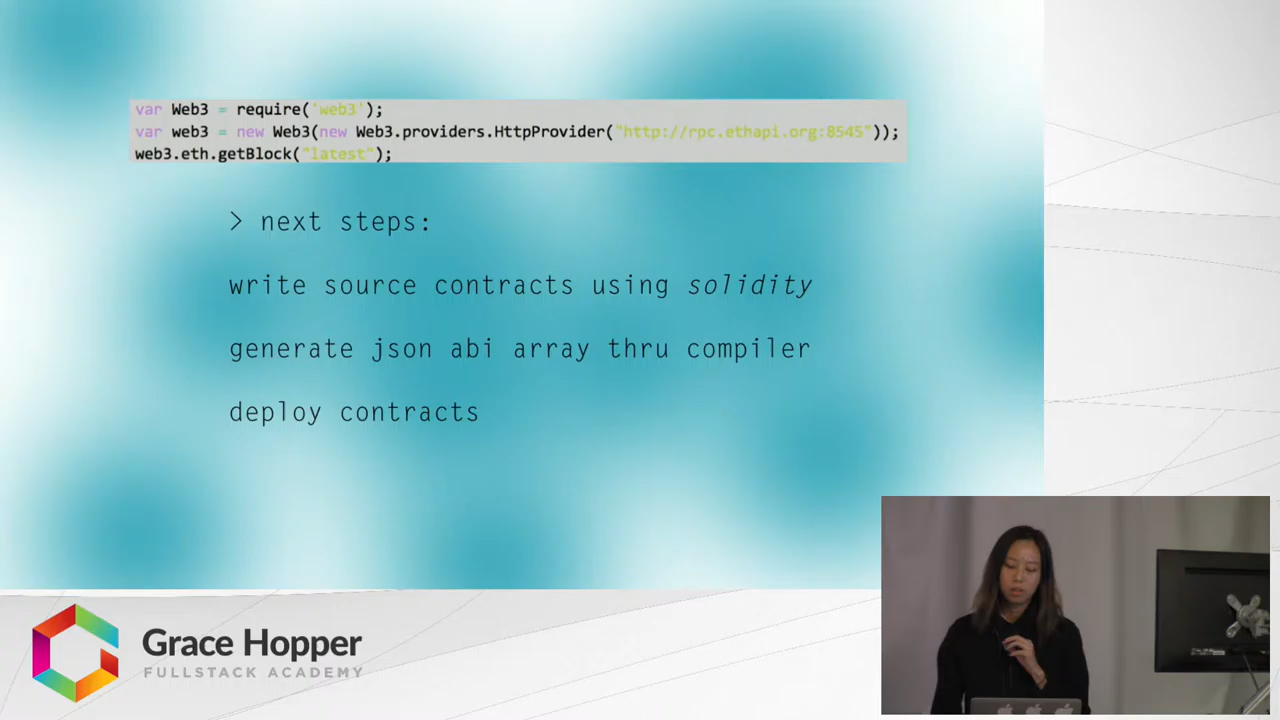 var Web3 = require('web3');
var web3 = new Web3(new Web3.providers.HttpProvider("http://rpc.ethapi.org:8545"));
web3.eth.getBlock("latest");
> next steps:
write source contracts using solidity
generate json abi array thru compiler
deploy contracts
Grace Hopper
FULLSTACK ACADEMY